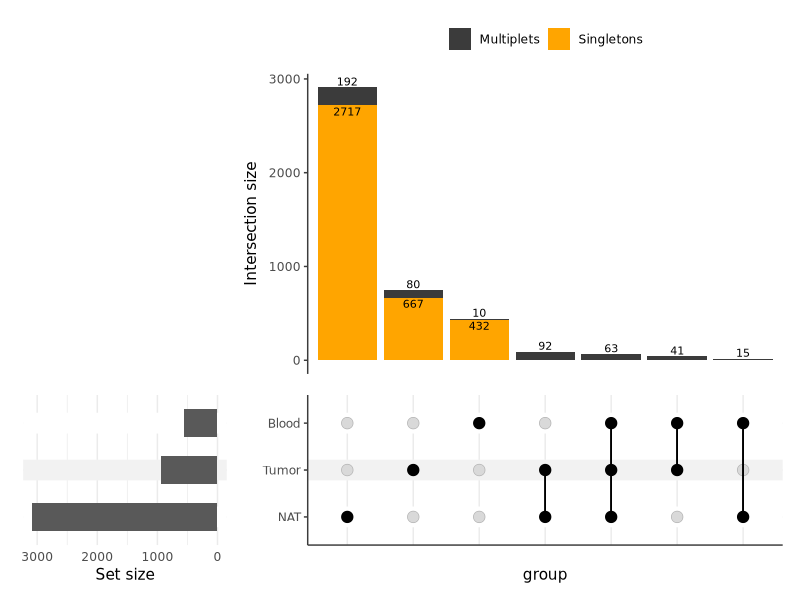 Multiplets Singletons
3000
2000
1000
0
Intersection size
192
2717
80
667
10
432
92
63
41
15
Blood
Tumor
NAT
3000 2000 1000 0
Set size
group